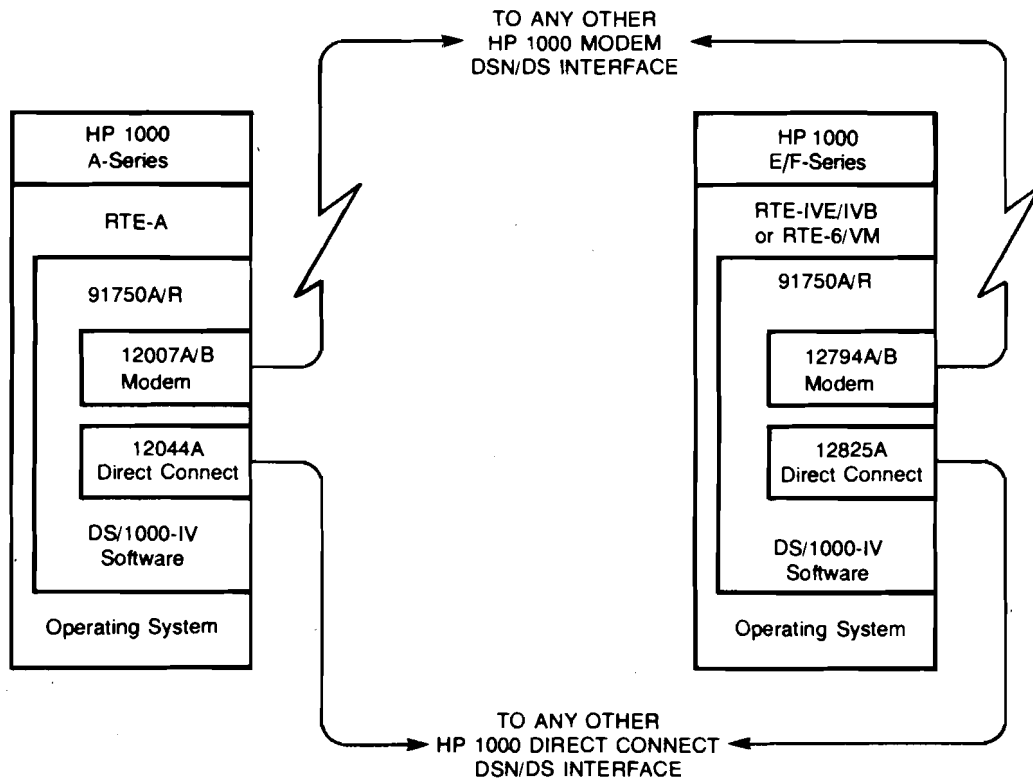 TO ANY OTHER
HP 1000 MODEM
DSN/DS INTERFACE
HP 1000
A-Series
RTE-A
91750A/R
12007A/B
Modem
12044A
Direct Connect
DS/1000-IV
Software
Operating System
HP 1000
E/F-Series
RTE-IVE/IVB
or RTE-6/VM
91750A/R
12794A/B
Modem
12825A
Direct Connect
DS/1000-IV
Software
Operating System
TO ANY OTHER
HP 1000 DIRECT CONNECT
DSN/DS INTERFACE